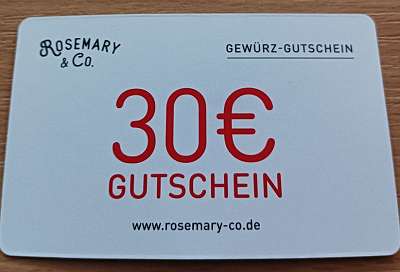 ROSEMARY
& CO.
GEWÜRZ-GUTSCHEIN
30€
GUTSCHEIN
www.rosemary-co.de